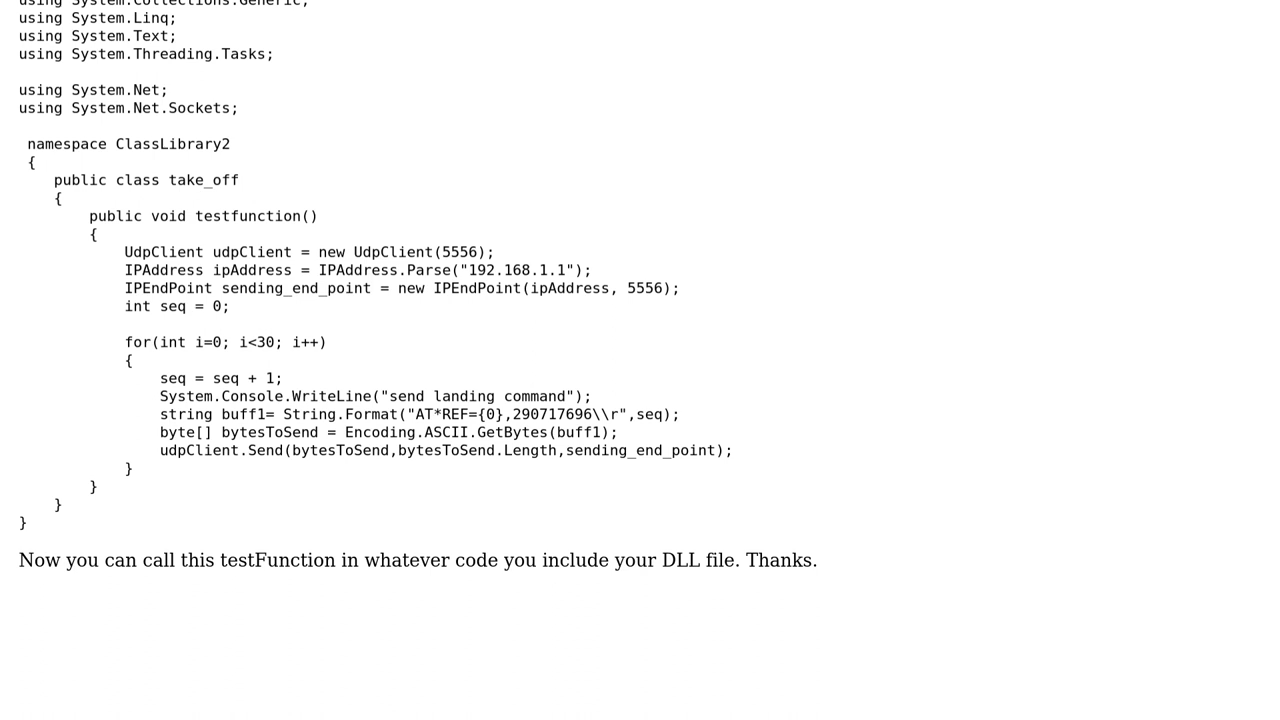 using System.Collections.Generic;
using System.Linq;
using System.Text;
using System.Threading.Tasks;
using System.Net;
using System.Net.Sockets;
namespace ClassLibrary2
{
public class take_off
{
public void testfunction()
{
UdpClient udpClient = new UdpClient(5556);
IPAddress ipAddress = IPAddress.Parse("192.168.1.1");
IPEndPoint sending_end_point = new IPEndPoint(ipAddress, 5556);
int seq = 0;
for(int i=0; i<30; i++)
{
seq = seq + 1;
System.Console.WriteLine("send landing command");
string buff1= String.Format("AT*REF={0},290717696\\r",seq);
byte[] bytesToSend = Encoding.ASCII.GetBytes(buff1);
udpClient.Send(bytesToSend,bytesToSend.Length,sending_end_point);
}
}
}
}
Now you can call this testFunction in whatever code you include your DLL file. Thanks.